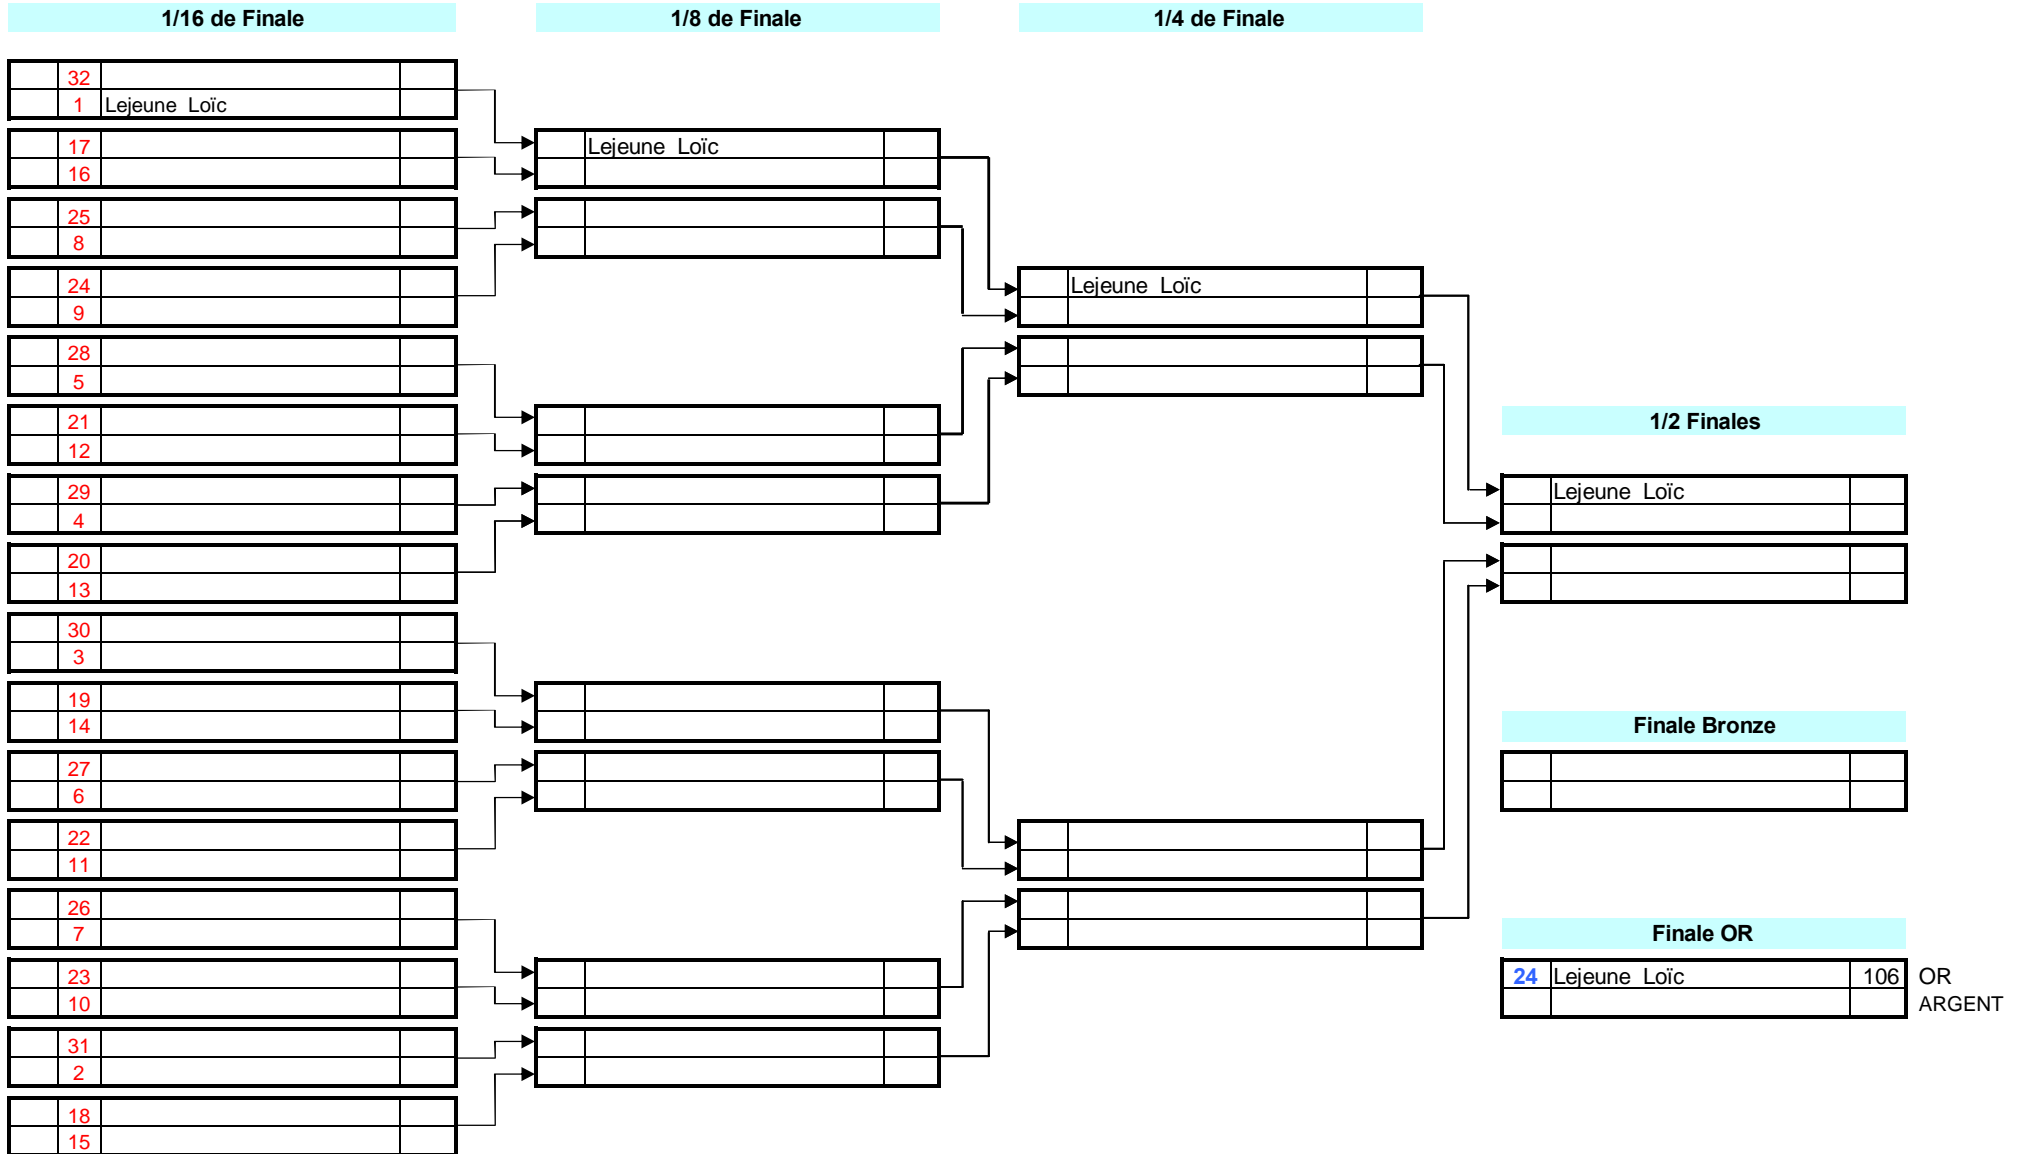 1/16 de Finale
1/8 de Finale
1/4 de Finale
32
1 Lejeune Loïc
17
16
25
8
24
9
28
5
21
12
29
4
20
13
30
3
19
14
27
6
22
11
26
7
23
10
31
2
18
15
Lejeune Loïc
Lejeune Loïc
1/2 Finales
Lejeune Loïc
Finale Bronze
Finale OR
24 Lejeune Loïc 106 OR
ARGENT